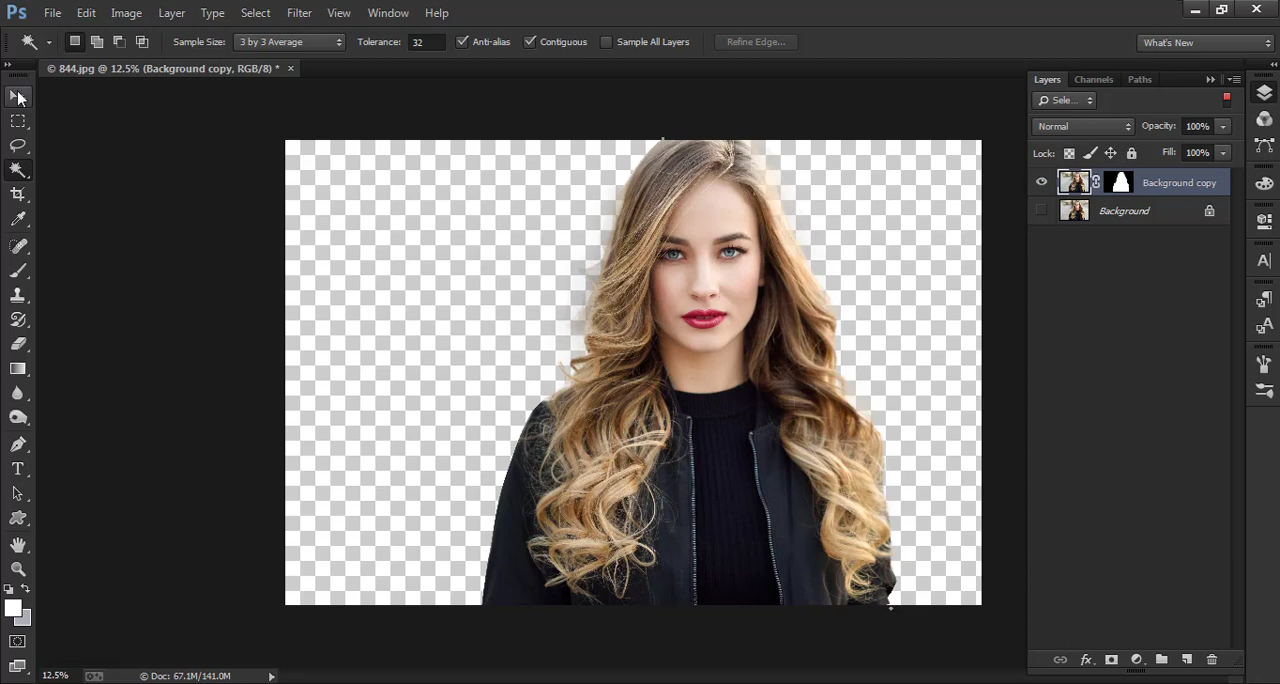 Ps File Edit Image Layer Type Select Filter View Window Help
Sample Size: 3 by 3 Average Tolerance: 32 Anti-alias Contiguous Sample All Layers Refine Edge... What's New
© 844.jpg @ 12.5% (Background copy, RGB/8) * ×
Layers Channels Paths
Sele...
Normal Opacity: 100%
Lock: Fill: 100%
Background copy
Background
12.5% © Doc: 67.1M/141.0M